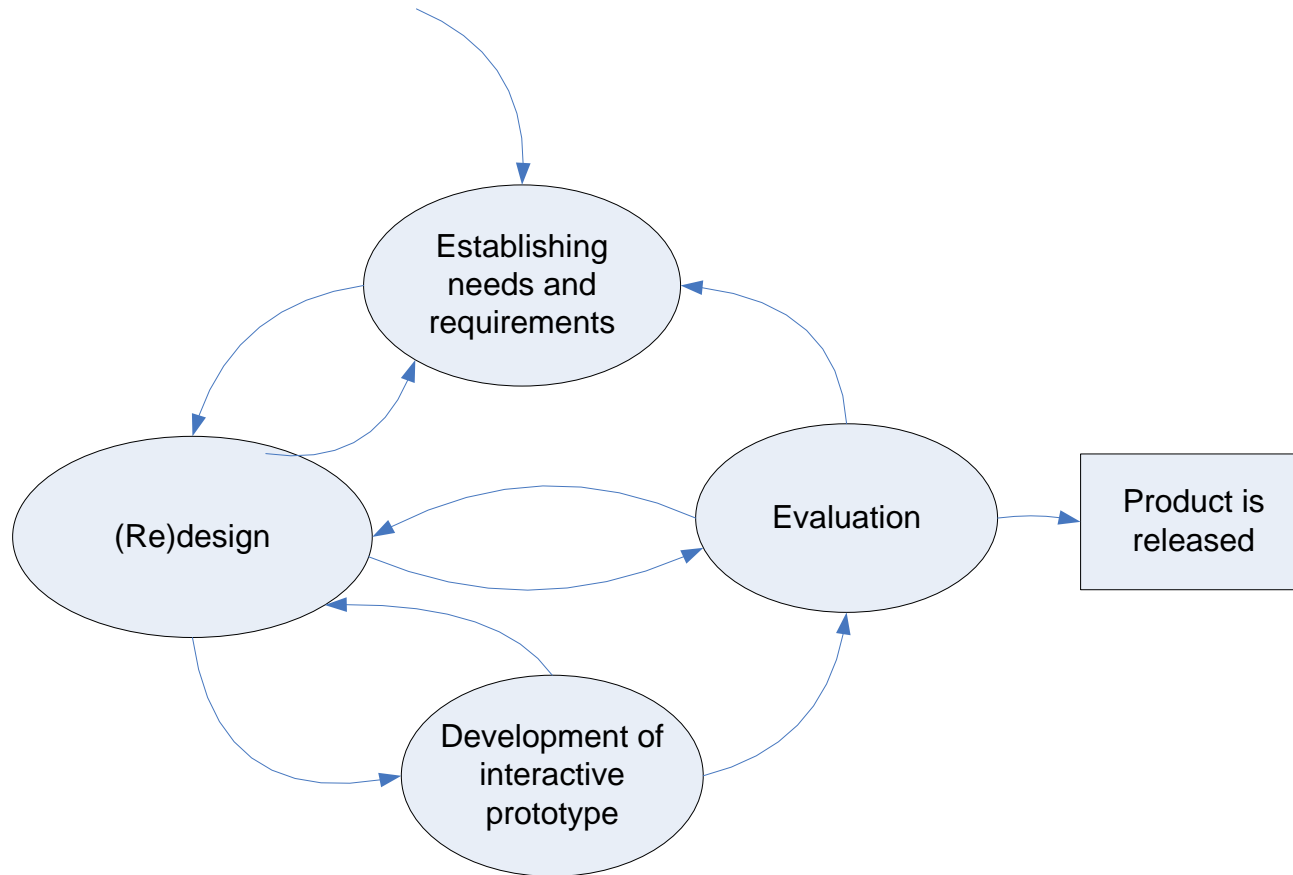 Establishing
needs and
requirements
(Re)design
Evaluation
Product is
released
Development of
interactive
prototype